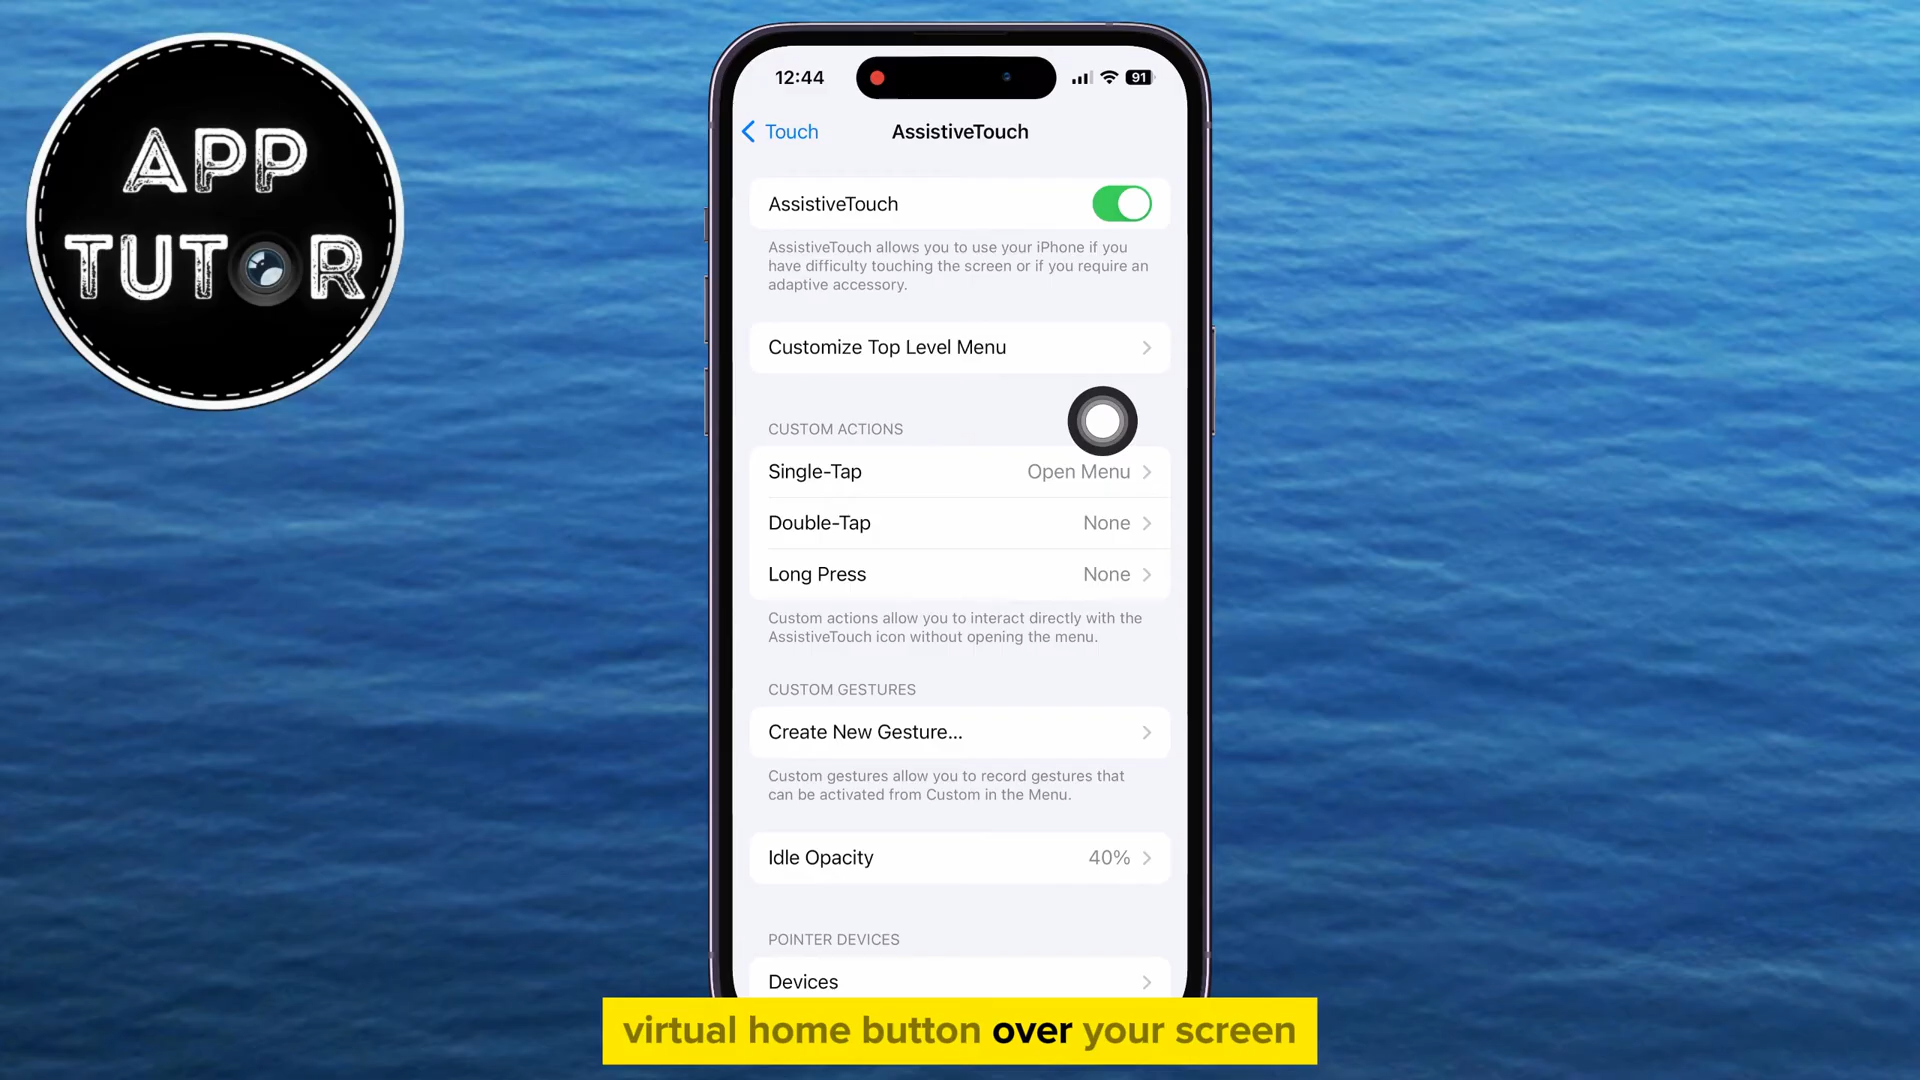 APP
TUTOR
12:44
91
Touch
AssistiveTouch
AssistiveTouch
AssistiveTouch allows you to use your iPhone if you
have difficulty touching the screen or if you require an
adaptive accessory.
Customize Top Level Menu
CUSTOM ACTIONS
Single-Tap Open Menu
Double-Tap None
Long Press None
Custom actions allow you to interact directly with the
AssistiveTouch icon without opening the menu.
CUSTOM GESTURES
Create New Gesture...
Custom gestures allow you to record gestures that
can be activated from Custom in the Menu.
Idle Opacity 40%
POINTER DEVICES
Devices
virtual home button over your screen